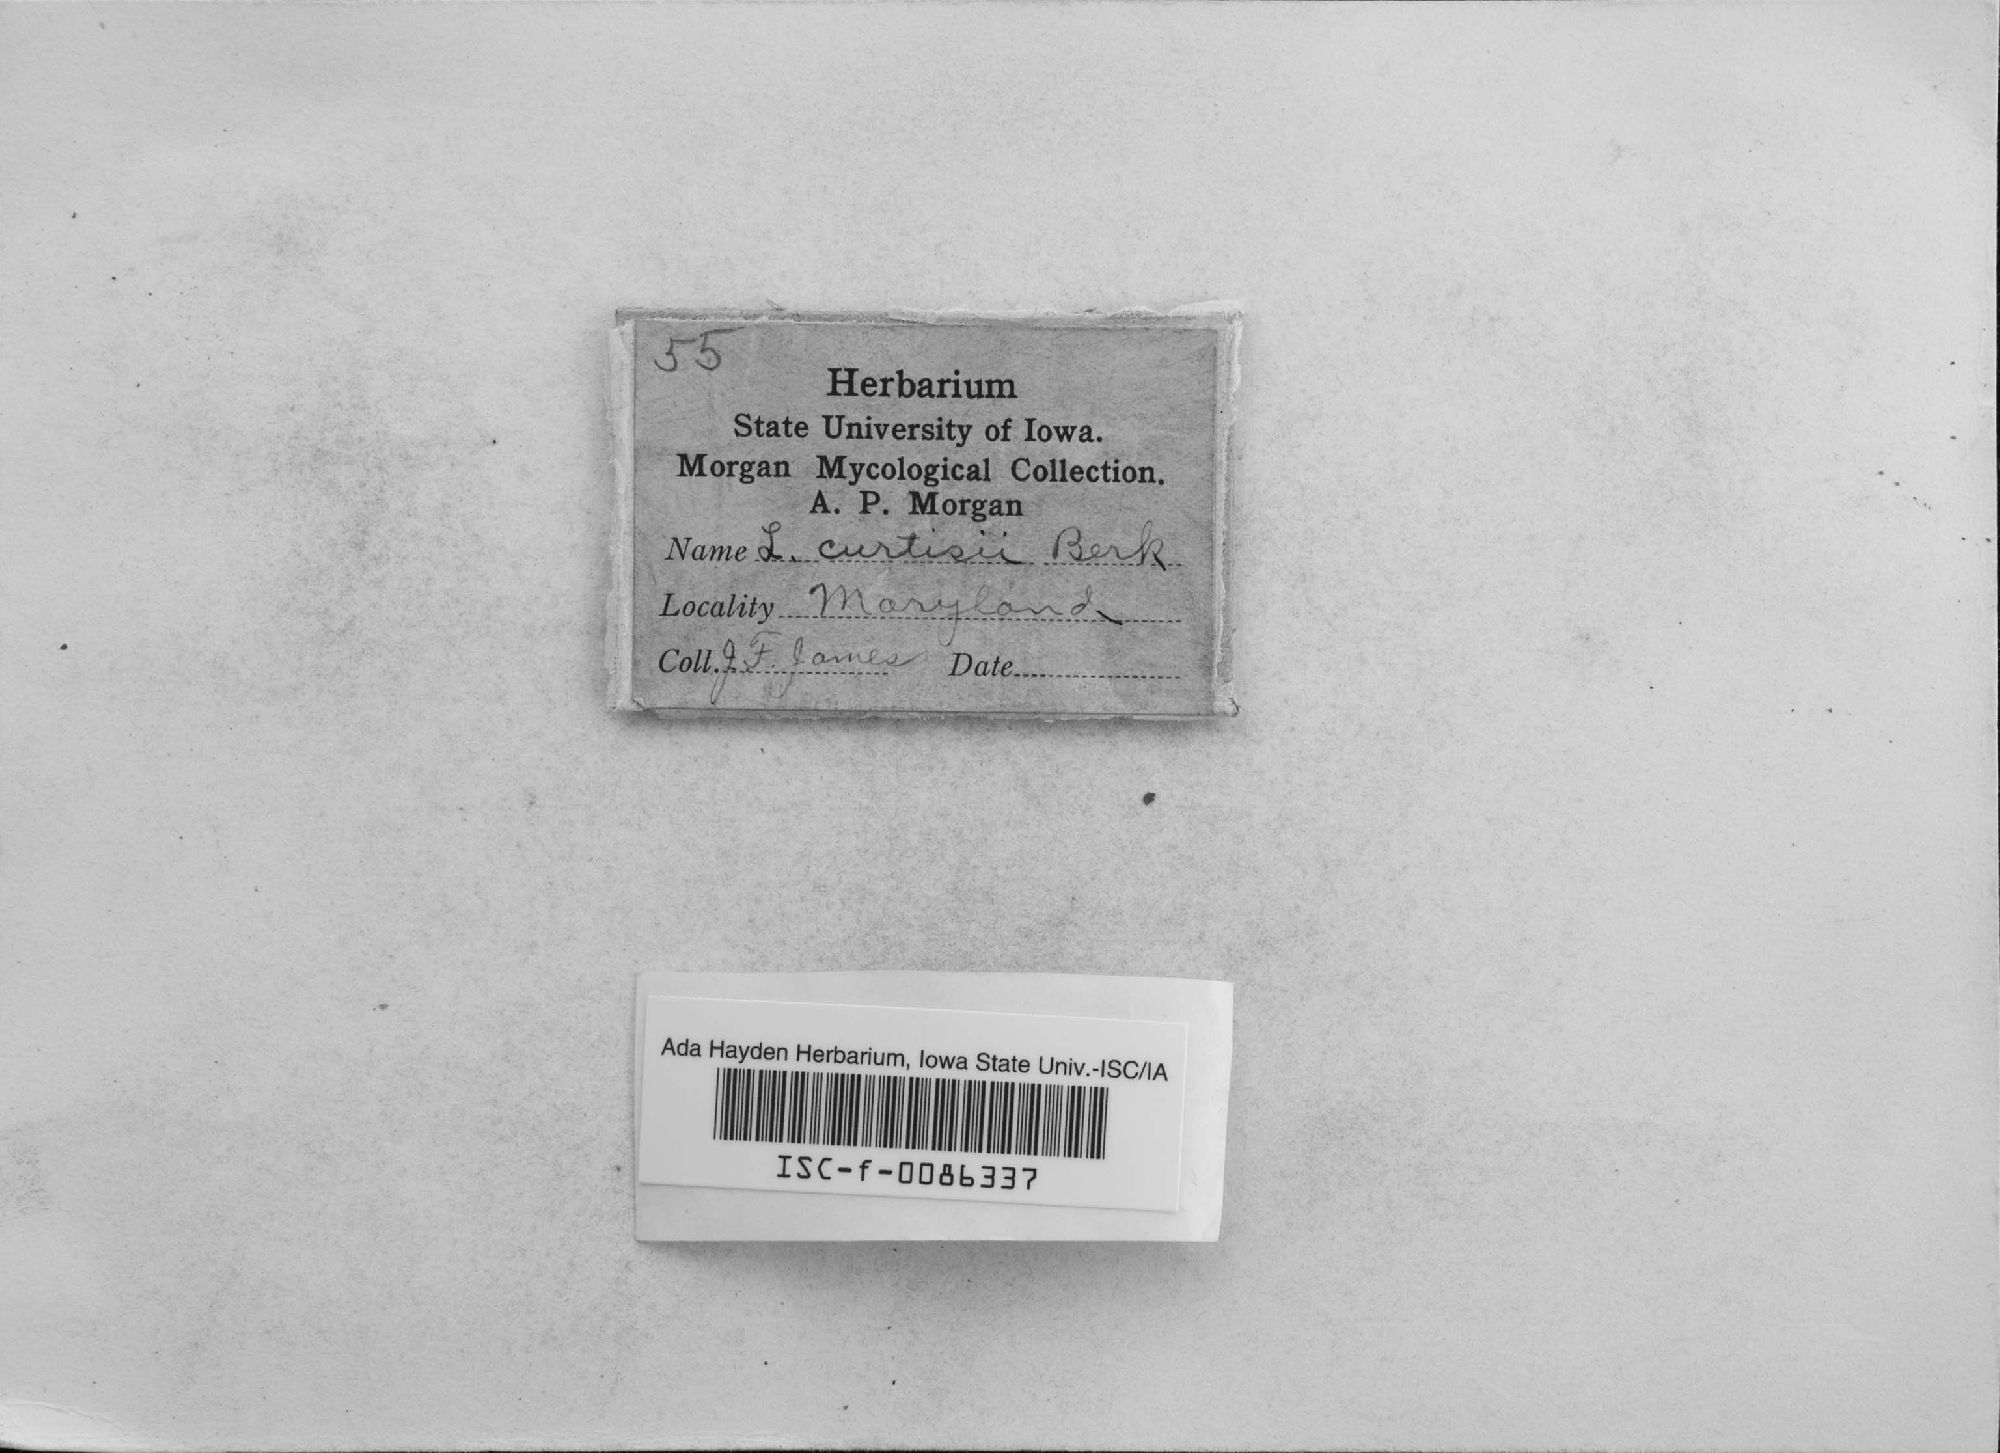 55
Herbarium
State University of Iowa.
Morgan Mycological Collection.
A. P. Morgan
Name L. curtisii Berk
Locality Maryland
Coll. J. F. James Date
Ada Hayden Herbarium, Iowa State Univ.-ISC/IA
ISC-f-0086337